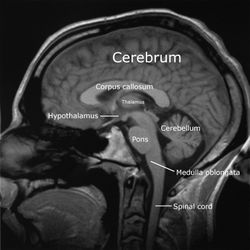 Cerebrum
Corpus callosum
Thalamus
Hypothalamus
Cerebellum
Pons
Medulla oblongata
Spinal cord